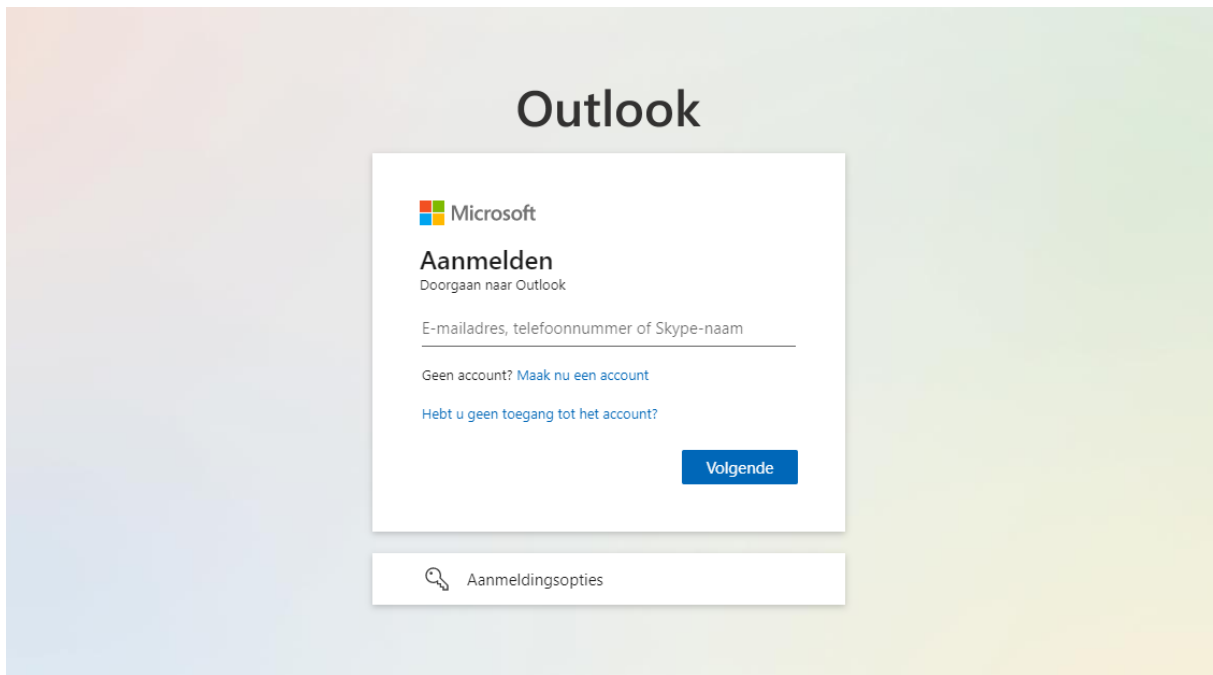 Outlook
Microsoft
Aanmelden
Doorgaan naar Outlook
E-mailadres, telefoonnummer of Skype-naam
Geen account? Maak nu een account
Hebt u geen toegang tot het account?
Volgende
Aanmeldingsopties